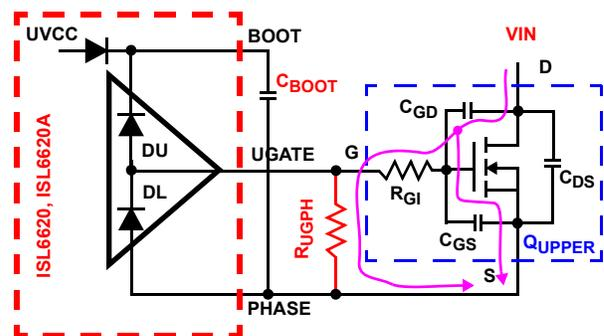 UVCC
BOOT
VIN
D
CBOOT
CGD
ISL6620, ISL6620A
DU
UGATE
G
DL
RGI
CDS
RUGPH
CGS
QUPPER
S
PHASE